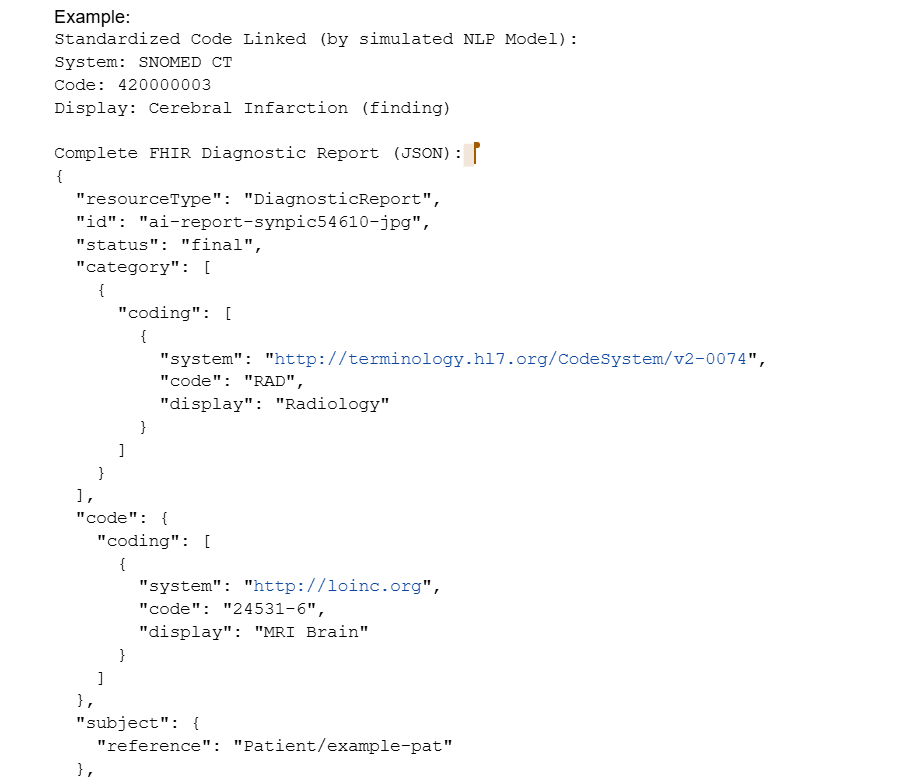 Example:
Standardized Code Linked (by simulated NLP Model):
System: SNOMED CT
Code: 420000003
Display: Cerebral Infarction (finding)
Complete FHIR Diagnostic Report (JSON):
{
  "resourceType": "DiagnosticReport",
  "id": "ai-report-synpic54610-jpg",
  "status": "final",
  "category": [
    {
      "coding": [
        {
          "system": "http://terminology.hl7.org/CodeSystem/v2-0074",
          "code": "RAD",
          "display": "Radiology"
        }
      ]
    }
  ],
  "code": {
    "coding": [
      {
        "system": "http://loinc.org",
        "code": "24531-6",
        "display": "MRI Brain"
      }
    ]
  },
  "subject": {
    "reference": "Patient/example-pat"
  },